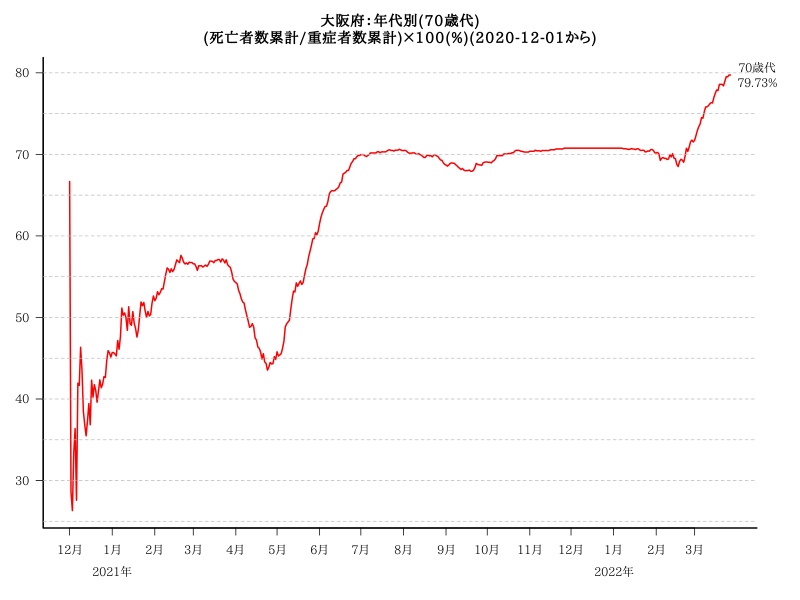 大阪府：年代別(70歳代)
(死亡者数累計/重症者数累計)×100(%)(2020-12-01から)
80
70
60
50
40
30
70歳代
79.73%
12月 1月 2月 3月 4月 5月 6月 7月 8月 9月 10月 11月 12月 1月 2月 3月
2021年 2022年